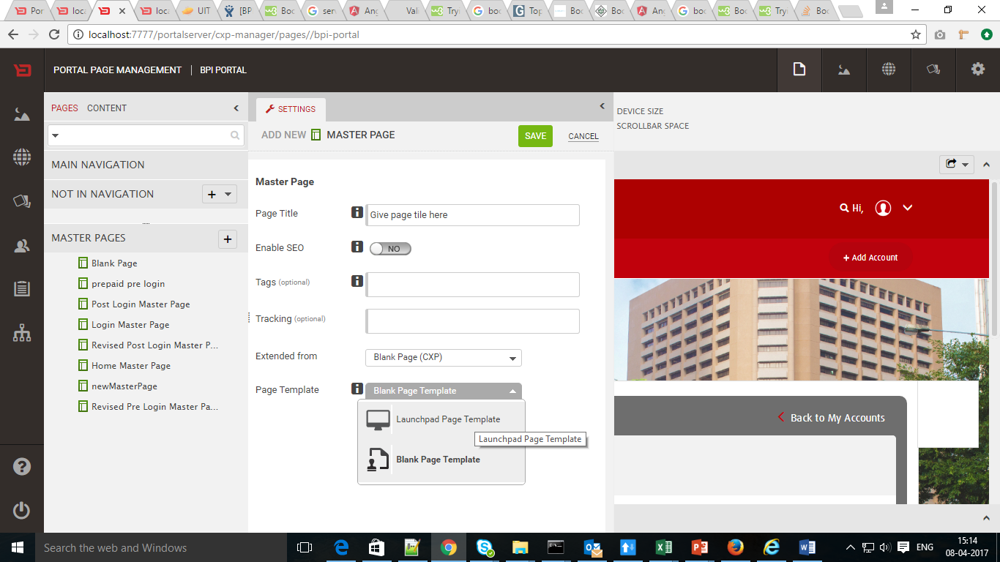 Por
loca
loca
UIT
[BP
Boo
ser
Ang
Vali
Try
boo
Top
Boo
Boo
Ang
boo
Boo
Try
Boo
localhost:7777/portalserver/cxp-manager/pages//bpi-portal
PORTAL PAGE MANAGEMENT | BPI PORTAL
PAGES CONTENT
SETTINGS
DEVICE SIZE
SCROLLBAR SPACE
ADD NEW MASTER PAGE
SAVE
CANCEL
MAIN NAVIGATION
NOT IN NAVIGATION
...
MASTER PAGES
Blank Page
prepaid pre login
Post Login Master Page
Login Master Page
Revised Post Login Master P...
Home Master Page
newMasterPage
Revised Pre Login Master Pa...
Master Page
Page Title
Give page tile here
Enable SEO
NO
Tags (optional)
Tracking (optional)
Extended from
Blank Page (CXP)
Page Template
Blank Page Template
Launchpad Page Template
Launchpad Page Template
Blank Page Template
Hi,
+ Add Account
Back to My Accounts
Search the web and Windows
ENG
15:14
08-04-2017